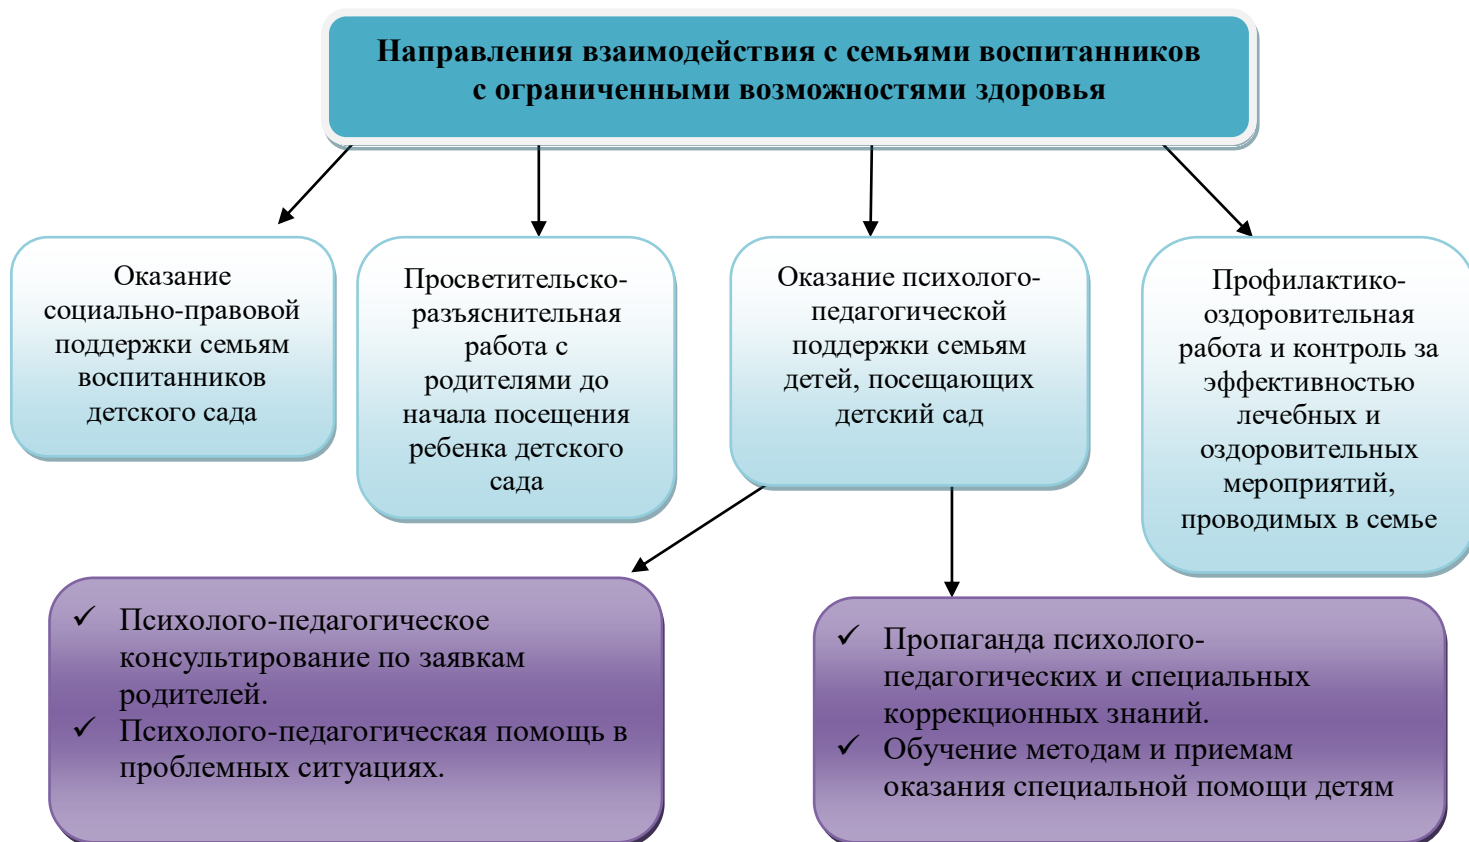 Направления взаимодействия с семьями воспитанников
с ограниченными возможностями здоровья
Оказание
социально-правовой
поддержки семьям
воспитанников
детского сада
Просветительско-
разъяснительная
работа с
родителями до
начала посещения
ребенка детского
сада
Оказание психолого-
педагогической
поддержки семьям
детей, посещающих
детский сад
Профилактико-
оздоровительная
работа и контроль за
эффективностью
лечебных и
оздоровительных
мероприятий,
проводимых в семье
✓ Психолого-педагогическое
консультирование по заявкам
родителей.
✓ Психолого-педагогическая помощь в
проблемных ситуациях.
✓ Пропаганда психолого-
педагогических и специальных
коррекционных знаний.
✓ Обучение методам и приемам
оказания специальной помощи детям